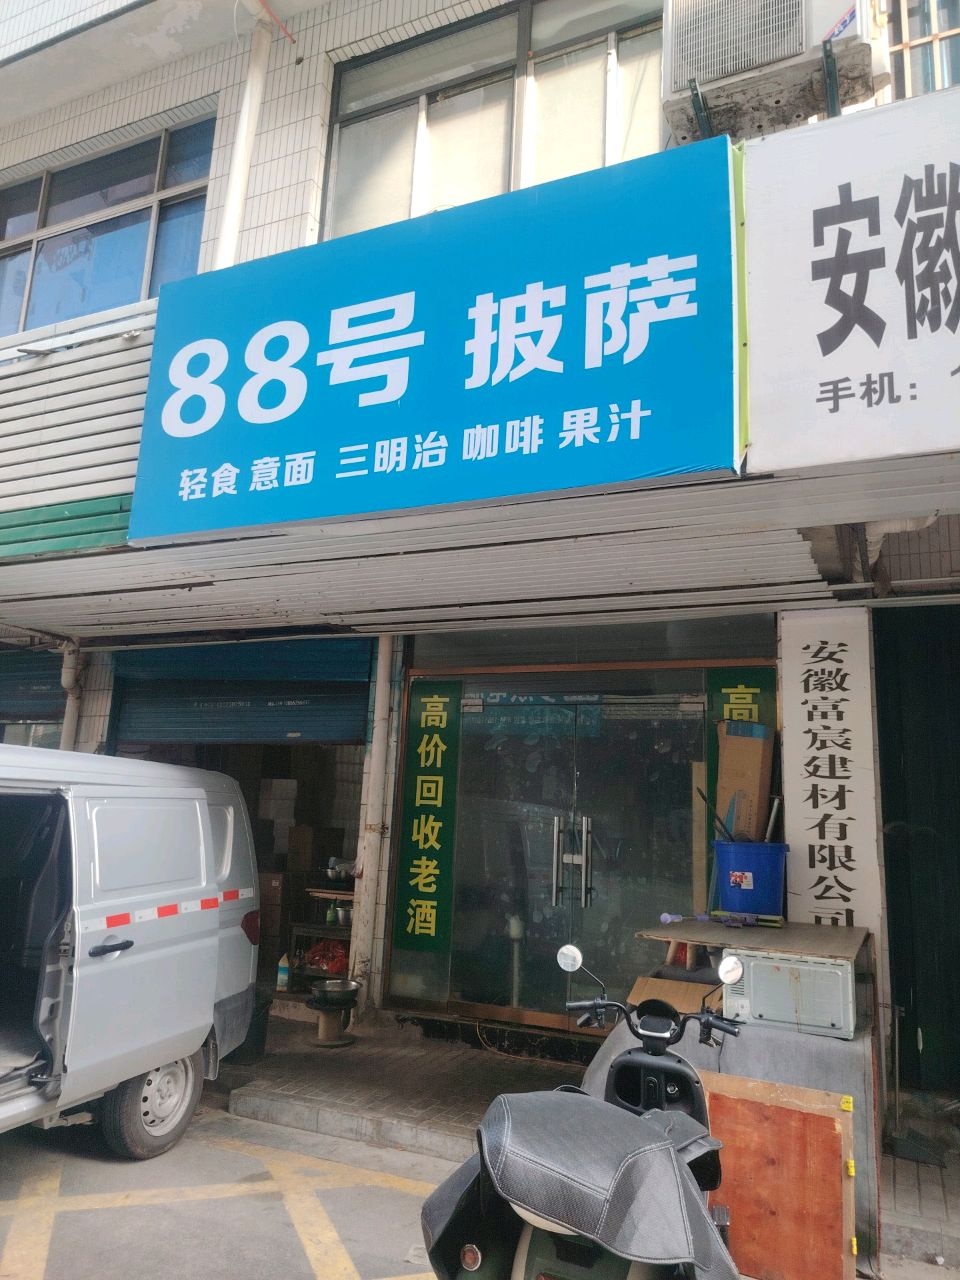 88号 披萨
轻食 意面 三明治 咖啡 果汁
安徽
手机：
高价回收老酒
高
安徽富宸建材有限公司